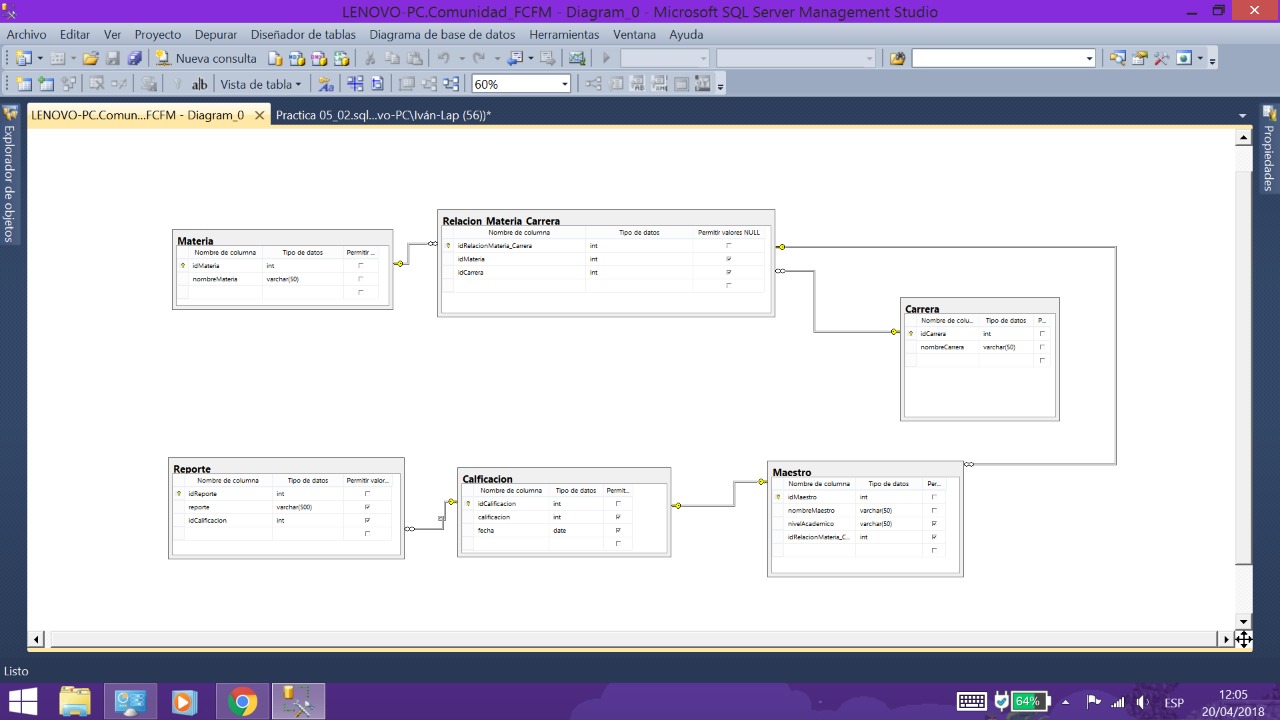 LENOVO-PC.Comunidad_FCFM - Diagram_0 - Microsoft SQL Server Management Studio
Archivo Editar Ver Proyecto Depurar Diseñador de tablas Diagrama de base de datos Herramientas Ventana Ayuda
Nueva consulta
Vista de tabla 60%
LENOVO-PC.Comun...FCFM - Diagram_0 Practica 05_02.sql...vo-PC\Iván-Lap (56))*
Explorador de objetos
Propiedades
Materia
Nombre de columna Tipo de datos Permitir ...
idMateria int
nombreMateria varchar(50)
Relacion_Materia_Carrera
Nombre de columna Tipo de datos Permitir valores NULL
idRelacionMateria_Carrera int
idMateria int
idCarrera int
Carrera
Nombre de colu... Tipo de datos P...
idCarrera int
nombreCarrera varchar(50)
Reporte
Nombre de columna Tipo de datos Permitir valor...
idReporte int
reporte varchar(500)
idCalificacion int
Calficacion
Nombre de columna Tipo de datos Permit...
idCalificacion int
calificacion int
fecha date
Maestro
Nombre de columna Tipo de datos Per...
idMaestro int
nombreMaestro varchar(50)
nivelAcademico varchar(50)
idRelacionMateria_C... int
Listo
64% ESP 12:05
20/04/2018